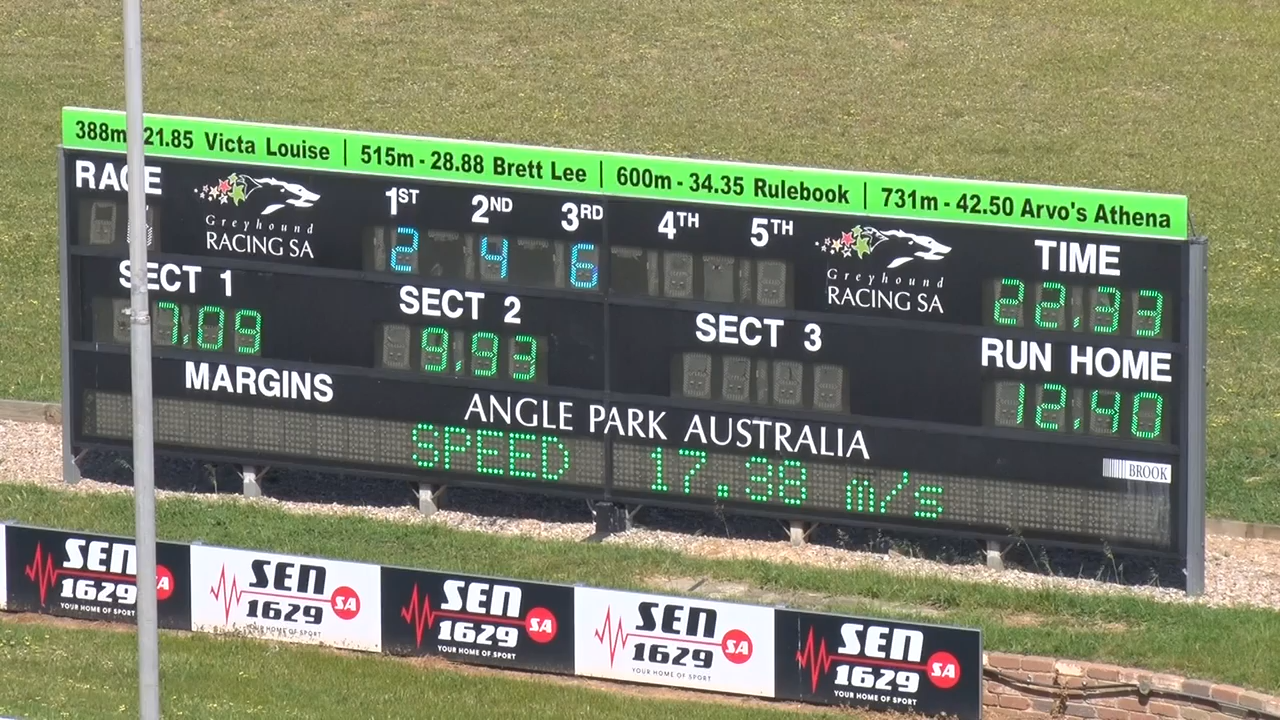 388m 21.85 Victa Louise | 515m - 28.88 Brett Lee | 600m - 34.35 Rulebook | 731m - 42.50 Arvo's Athena
RACE
Greyhound
RACING SA
1ST 2ND 3RD 4TH 5TH
2 4 6
Greyhound
RACING SA
TIME
22.33
SECT 1
7.09
SECT 2
9.93
SECT 3
RUN HOME
12.40
MARGINS
ANGLE PARK AUSTRALIA
SPEED 17.38 m/s
BROOK
SEN
1629 SA
YOUR HOME OF SPORT
SEN
1629 SA
YOUR HOME OF SPORT
SEN
1629 SA
YOUR HOME OF SPORT
SEN
1629 SA
YOUR HOME OF SPORT
SEN
1629 SA
YOUR HOME OF SPORT